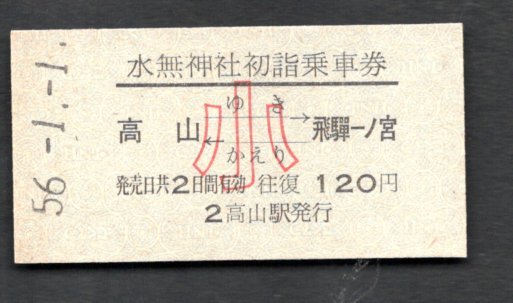 56.-1.-1.
水無神社初詣乗車券
ゆき
高山 → 飛驒一ノ宮
←
かえり
小
発売日共2日間有効 往復 120円
2高山駅発行